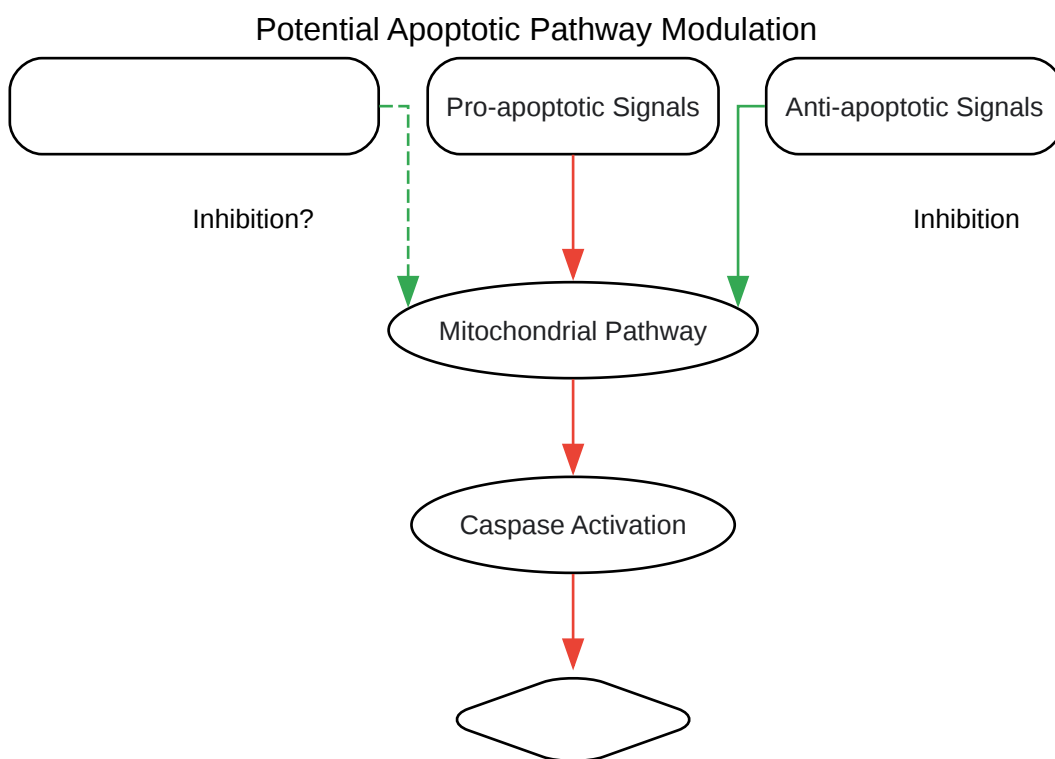 Potential Apoptotic Pathway Modulation
Pro-apoptotic Signals
Anti-apoptotic Signals
Inhibition?
Inhibition
Mitochondrial Pathway
Caspase Activation